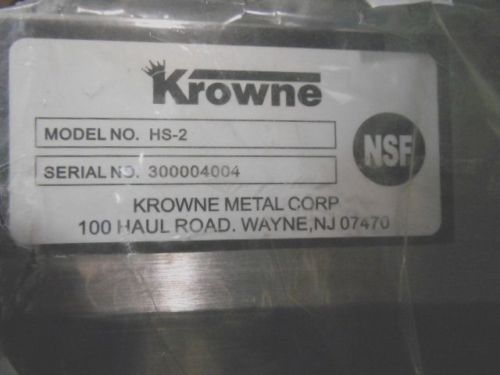 Krowne
MODEL NO. HS-2
NSF
SERIAL NO. 300004004
KROWNE METAL CORP
100 HAUL ROAD. WAYNE,NJ 07470